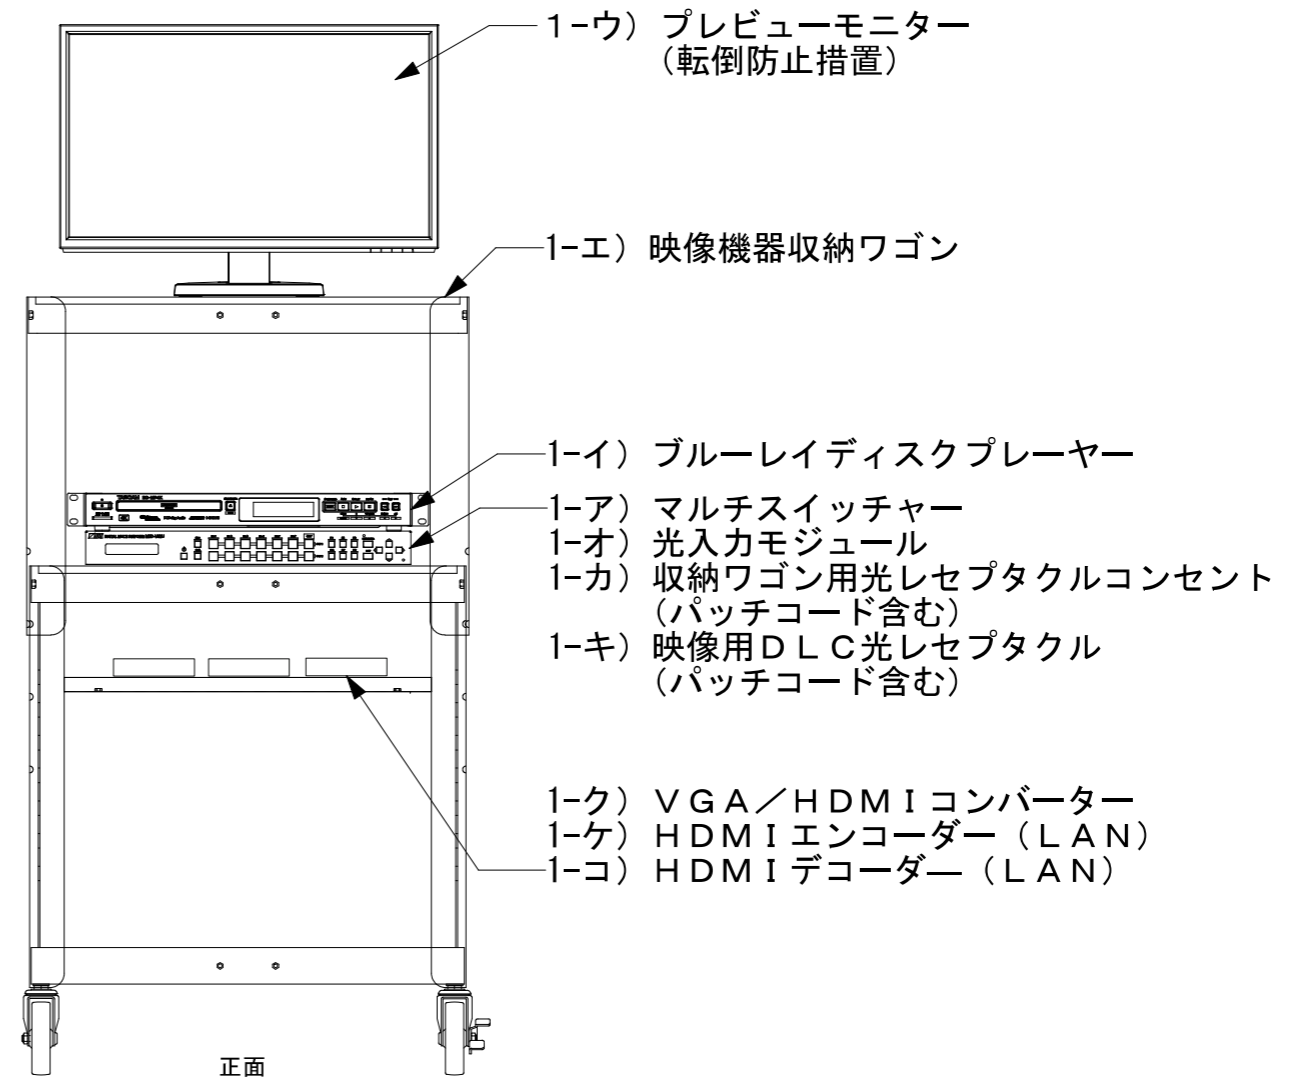 1-ウ）プレビューモニター
（転倒防止措置）
1-エ）映像機器収納ワゴン
1-イ）ブルーレイディスクプレーヤー
1-ア）マルチスイッチャー
1-オ）光入力モジュール
1-カ）収納ワゴン用光レセプタクルコンセント
（パッチコード含む）
1-キ）映像用ＤＬＣ光レセプタクル
（パッチコード含む）
1-ク）ＶＧＡ／ＨＤＭＩコンバーター
1-ケ）ＨＤＭＩエンコーダー（ＬＡＮ）
1-コ）ＨＤＭＩデコーダ―（ＬＡＮ）
TASCAM
正面